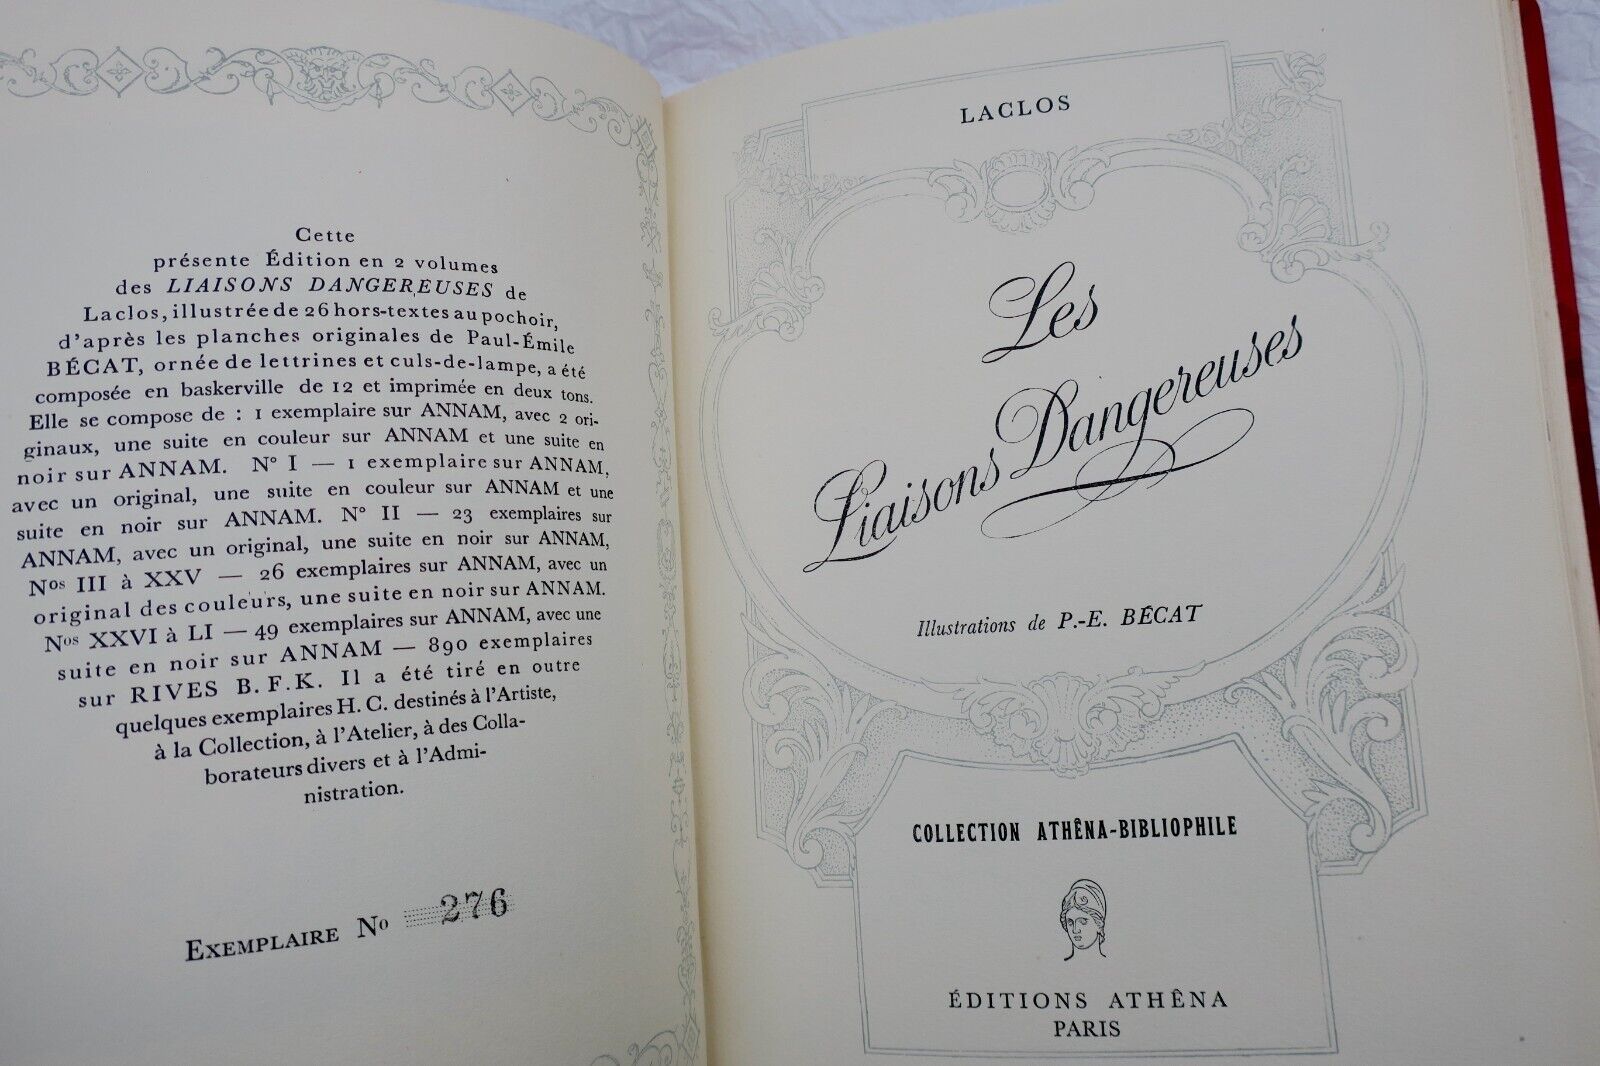 Cette
présente Édition en 2 volumes
des LIAISONS DANGEREUSES de
Laclos, illustrée de 26 hors-textes au pochoir,
d'après les planches originales de Paul-Émile
BÉCAT, ornée de lettrines et culs-de-lampe, a été
composée en baskerville de 12 et imprimée en deux tons.
Elle se compose de : 1 exemplaire sur ANNAM, avec 2 ori-
ginaux, une suite en couleur sur ANNAM et une suite en
noir sur ANNAM. N° I — 1 exemplaire sur ANNAM,
avec un original, une suite en couleur sur ANNAM et une
suite en noir sur ANNAM. N° II — 23 exemplaires sur
ANNAM, avec un original, une suite en noir sur ANNAM,
Nos III à XXV — 26 exemplaires sur ANNAM, avec un
original des couleurs, une suite en noir sur ANNAM.
Nos XXVI à LI — 49 exemplaires sur ANNAM, avec une
suite en noir sur ANNAM — 890 exemplaires
sur RIVES B.F.K. Il a été tiré en outre
quelques exemplaires H.C. destinés à l'Artiste,
à la Collection, à l'Atelier, à des Colla-
borateurs divers et à l'Admi-
nistration.
EXEMPLAIRE No 276
LACLOS
Les
Liaisons Dangereuses
Illustrations de P.-E. BÉCAT
COLLECTION ATHÊNA-BIBLIOPHILE
ÉDITIONS ATHÊNA
PARIS